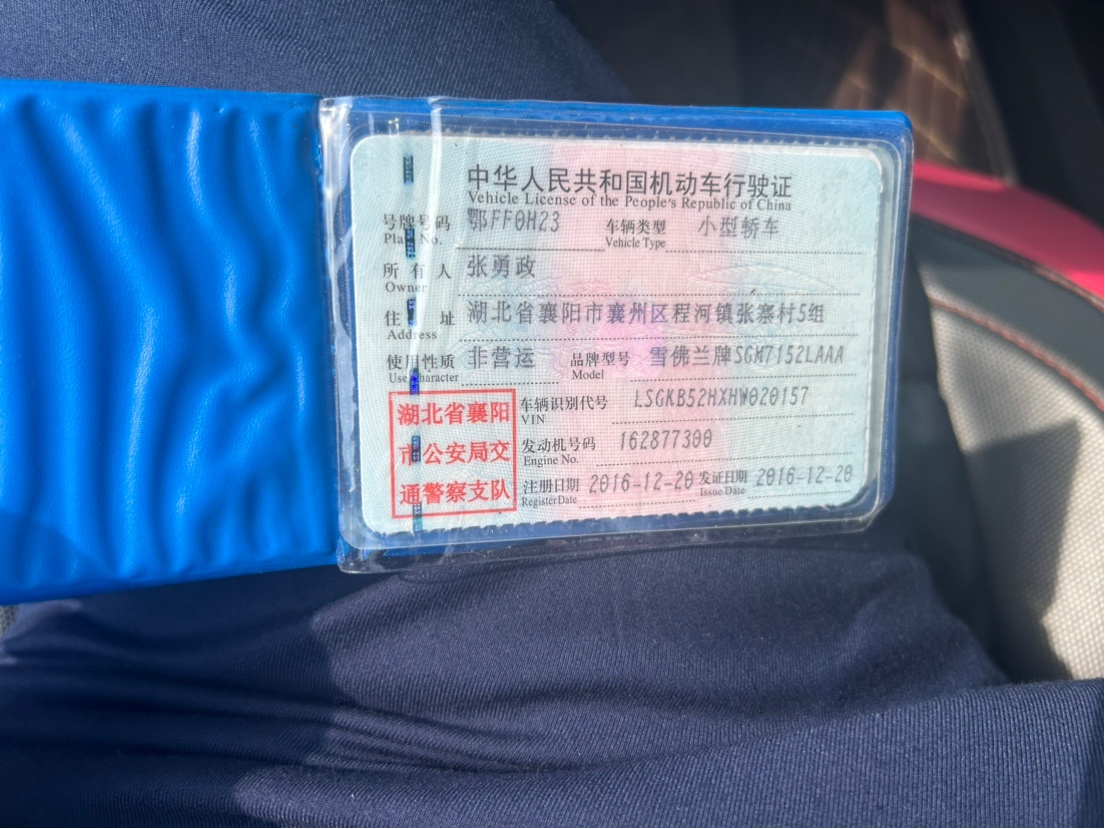 中华人民共和国机动车行驶证
Vehicle License of the People's Republic of China
号牌号码 鄂FF0H23 车辆类型 小型轿车
Plate No. Vehicle Type
所有人 张勇政
Owner
住址 湖北省襄阳市襄州区程河镇张寨村5组
Address
使用性质 非营运 品牌型号 雪佛兰牌SGM7152LAAA
Use Character Model
湖北省襄阳
市公安局交
通警察支队
车辆识别代号 LSGKB52HXHW020157
VIN
发动机号码 162877300
Engine No.
注册日期 2016-12-20 发证日期 2016-12-20
Register Date Issue Date